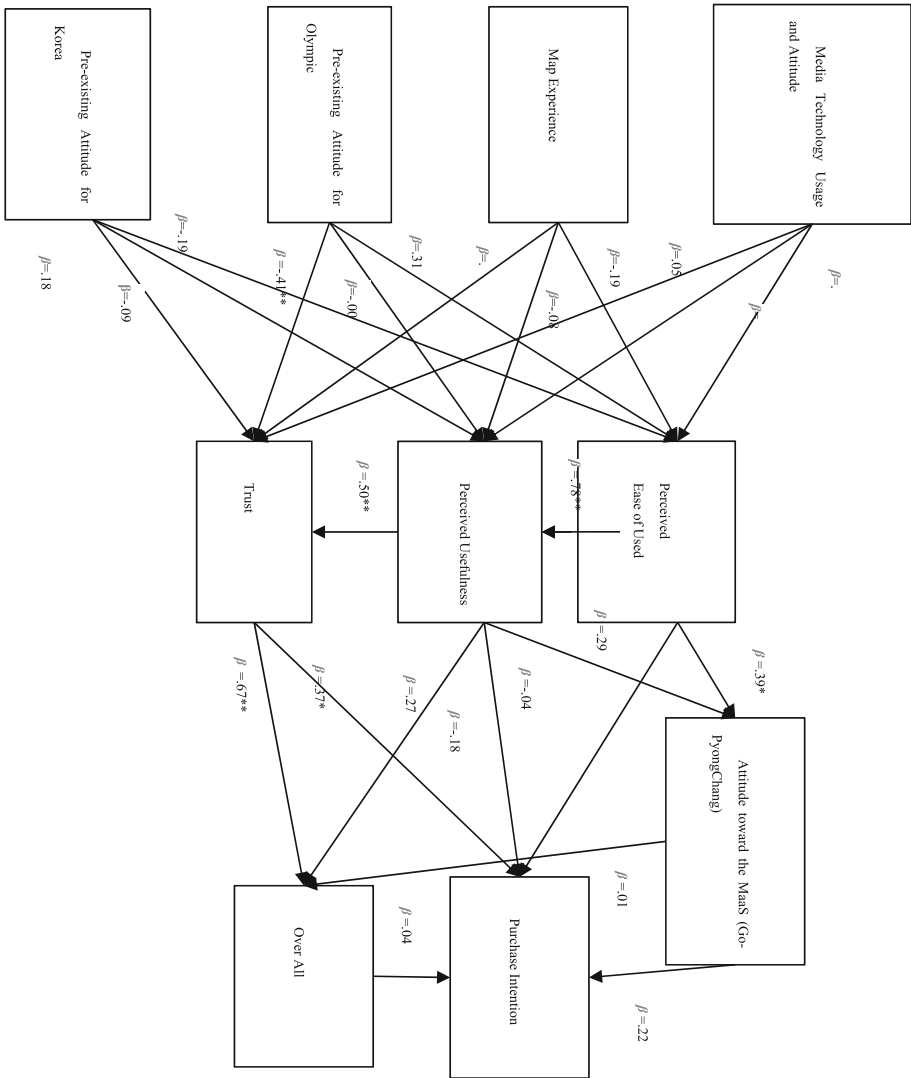 Media Technology Usage
and Attitude
Map Experience
Pre-existing Attitude for
Olympic
Pre-existing Attitude for
Korea
β=.
β=
β=.05
β=-.19
β=-.08
β=.
β=.31
β=-.00
β =-.41**
β=-.19
β=-.09
β=.18
Perceived
Ease of Used
β =.78**
Perceived Usefulness
β =.50**
Trust
β =.39*
β =.29
β =-.04
β =-.18
β =.27
β =.37*
β =.67**
Attitude toward the MaaS (Go-
PyongChang)
β =.01
β =.22
Purchase Intention
β =.04
Over All